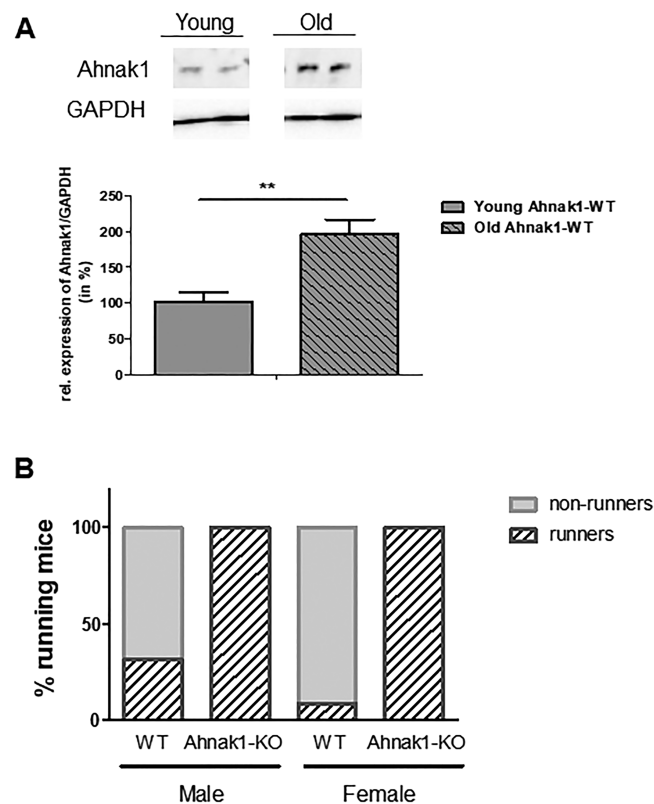 A
Young Old
Ahnak1
GAPDH
rel. expression of Ahnak1/GAPDH
(in %)
250
200
150
100
50
0
**
Young Ahnak1-WT
Old Ahnak1-WT
B
% running mice
100
50
0
non-runners
runners
WT Ahnak1-KO WT Ahnak1-KO
Male Female